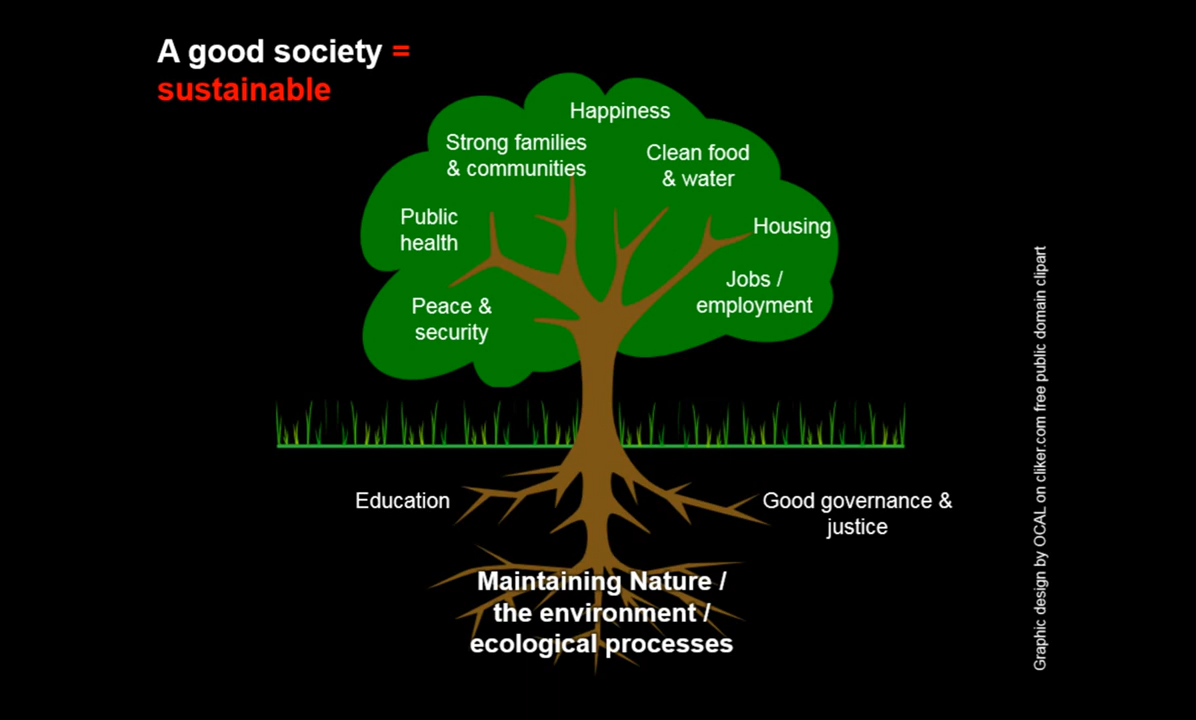 A good society =
sustainable
Happiness
Strong families
& communities
Clean food
& water
Public
health
Housing
Jobs /
employment
Peace &
security
Education
Good governance &
justice
Maintaining Nature /
the environment /
ecological processes
Graphic design by OCAL on cliker.com free public domain clipart